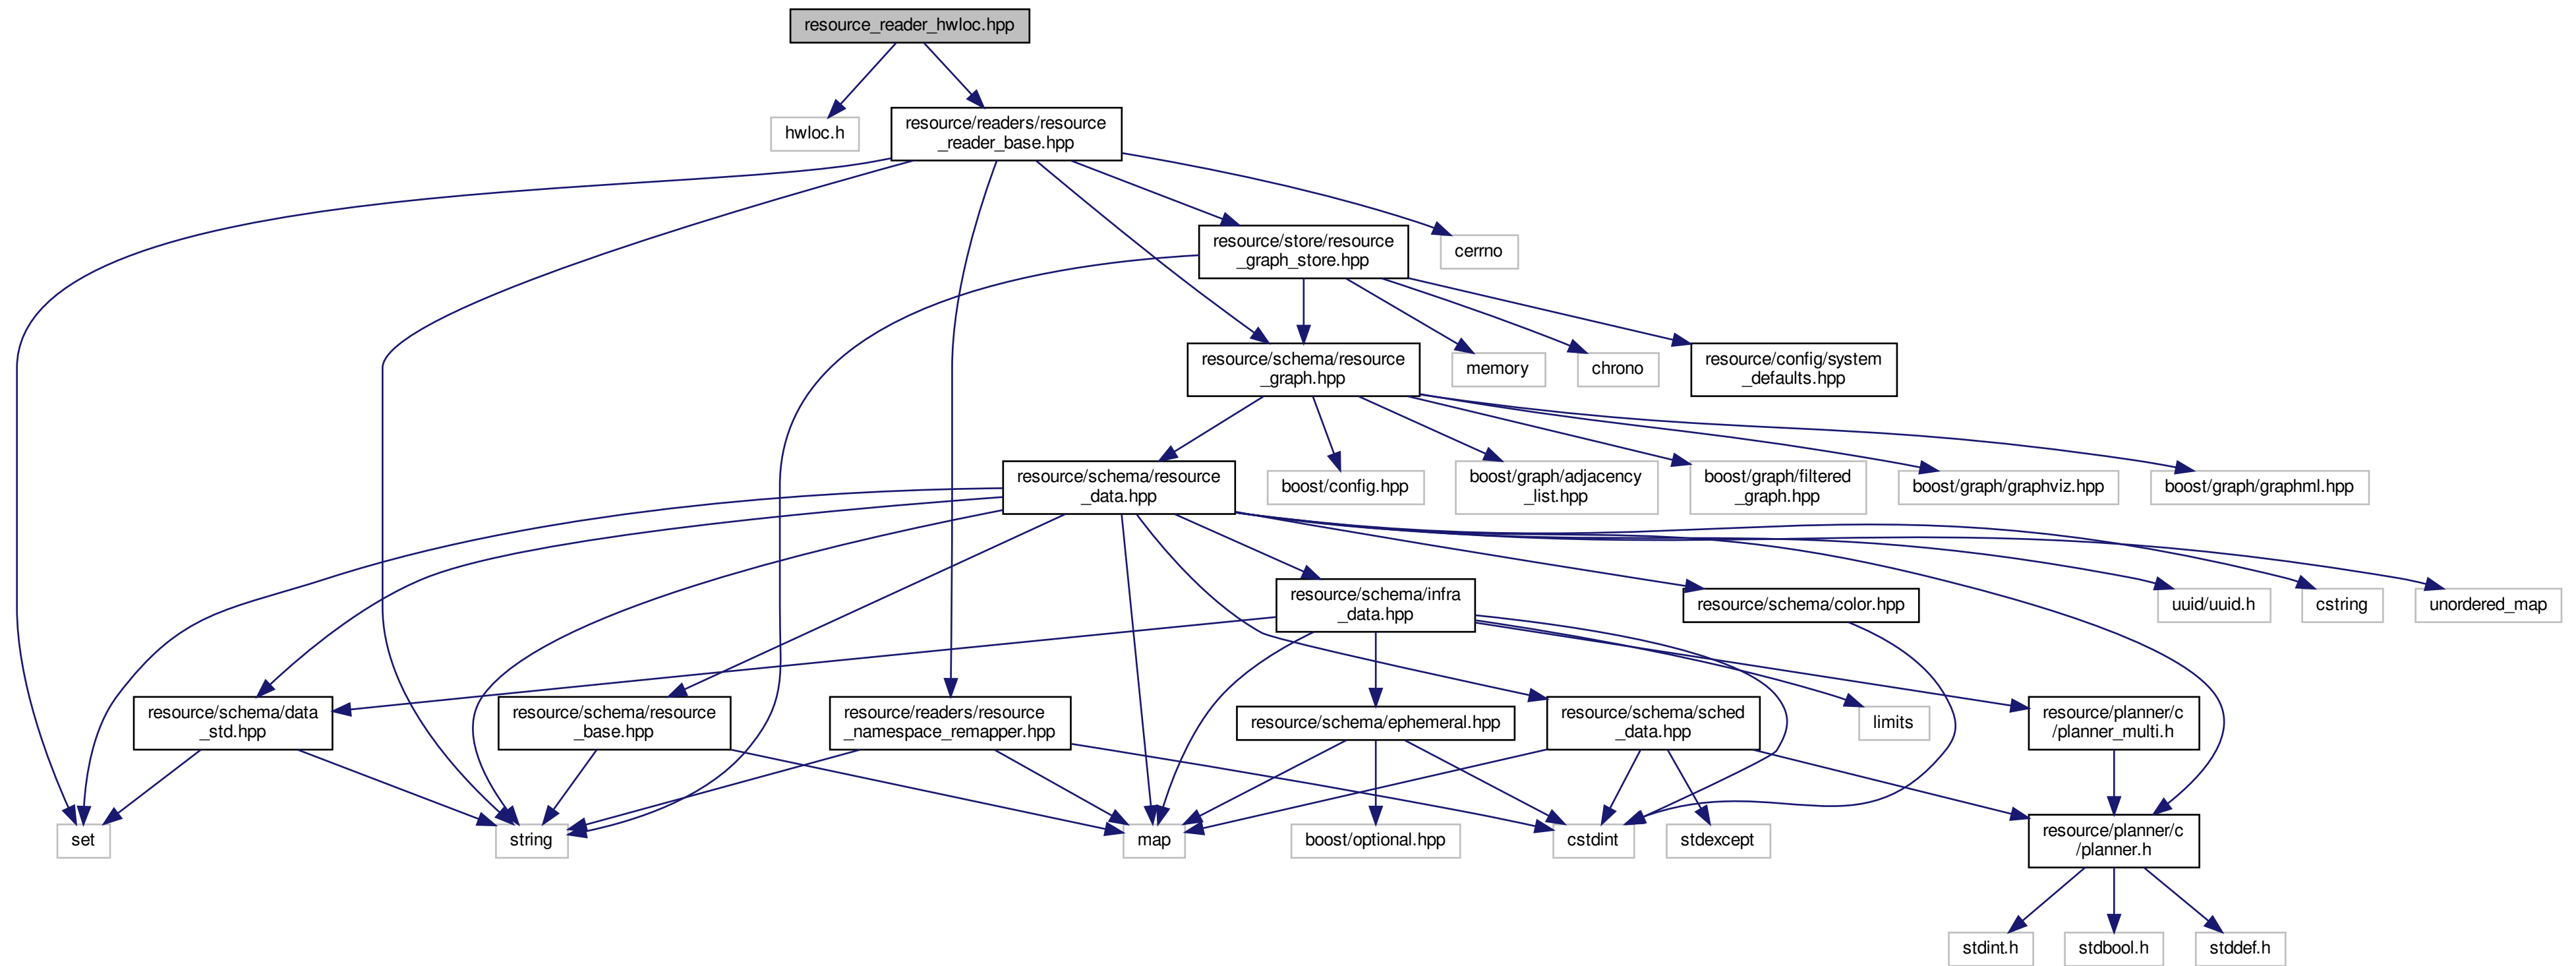 resource_reader_hwloc.hpp
hwloc.h
resource/readers/resource
_reader_base.hpp
resource/store/resource
_graph_store.hpp
cerrno
resource/schema/resource
_graph.hpp
memory
chrono
resource/config/system
_defaults.hpp
resource/schema/resource
_data.hpp
boost/config.hpp
boost/graph/adjacency
_list.hpp
boost/graph/filtered
_graph.hpp
boost/graph/graphviz.hpp
boost/graph/graphml.hpp
resource/schema/infra
_data.hpp
resource/schema/color.hpp
uuid/uuid.h
cstring
unordered_map
resource/schema/data
_std.hpp
resource/schema/resource
_base.hpp
resource/readers/resource
_namespace_remapper.hpp
resource/schema/ephemeral.hpp
resource/schema/sched
_data.hpp
limits
resource/planner/c
/planner_multi.h
set
string
map
boost/optional.hpp
cstdint
stdexcept
resource/planner/c
/planner.h
stdint.h
stdbool.h
stddef.h